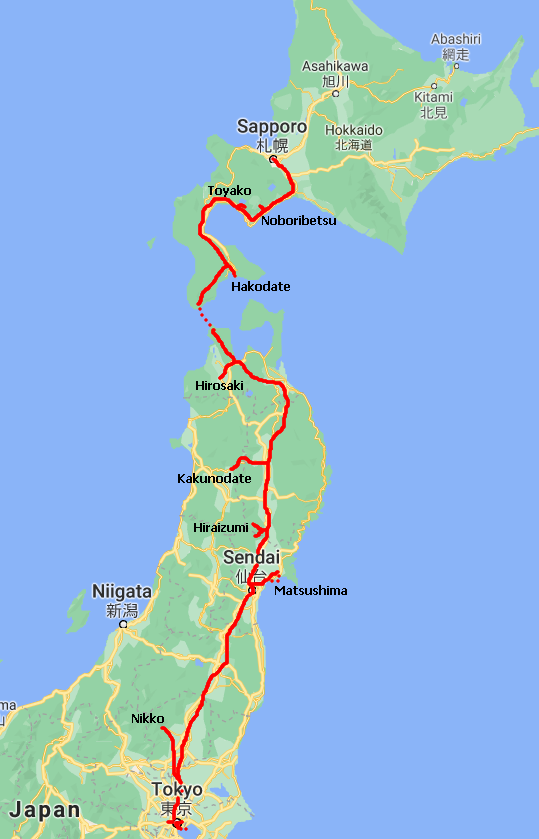 Abashiri
網走
Asahikawa
旭川
Kitami
北見
Sapporo
札幌
Hokkaido
北海道
Toyako
Noboribetsu
Hakodate
Hirosaki
Kakunodate
Hiraizumi
Sendai
仙台
Matsushima
Niigata
新潟
ma
Nikko
Tokyo
東京
Japan